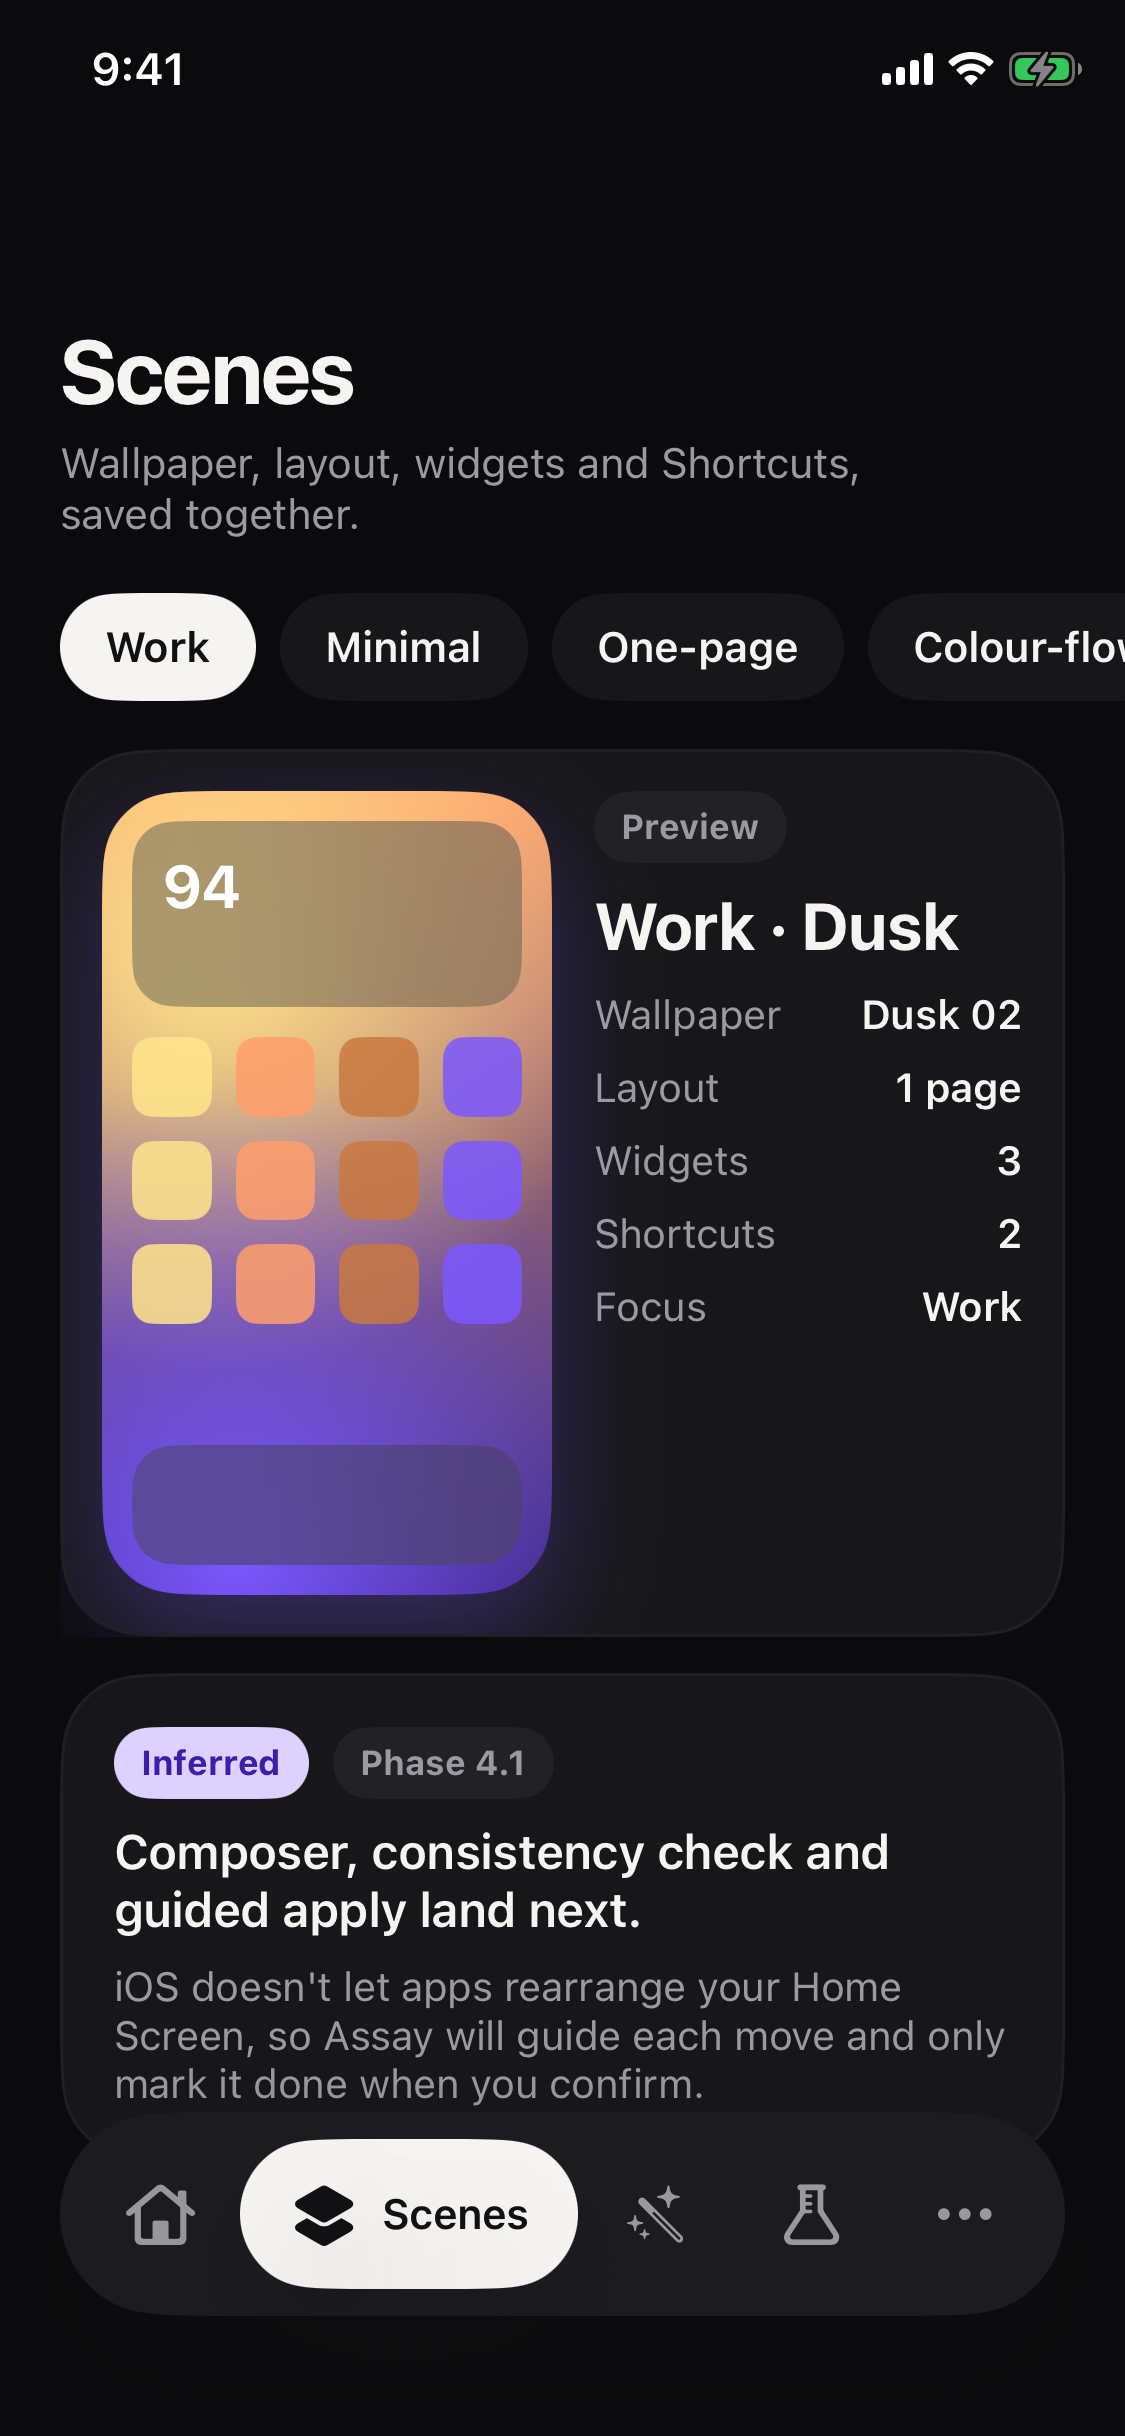 9:41
Scenes
Wallpaper, layout, widgets and Shortcuts,
saved together.
Work
Minimal
One-page
Colour-flow
94
Preview
Work · Dusk
Wallpaper Dusk 02
Layout 1 page
Widgets 3
Shortcuts 2
Focus Work
Inferred
Phase 4.1
Composer, consistency check and
guided apply land next.
iOS doesn't let apps rearrange your Home
Screen, so Assay will guide each move and only
mark it done when you confirm.
Scenes